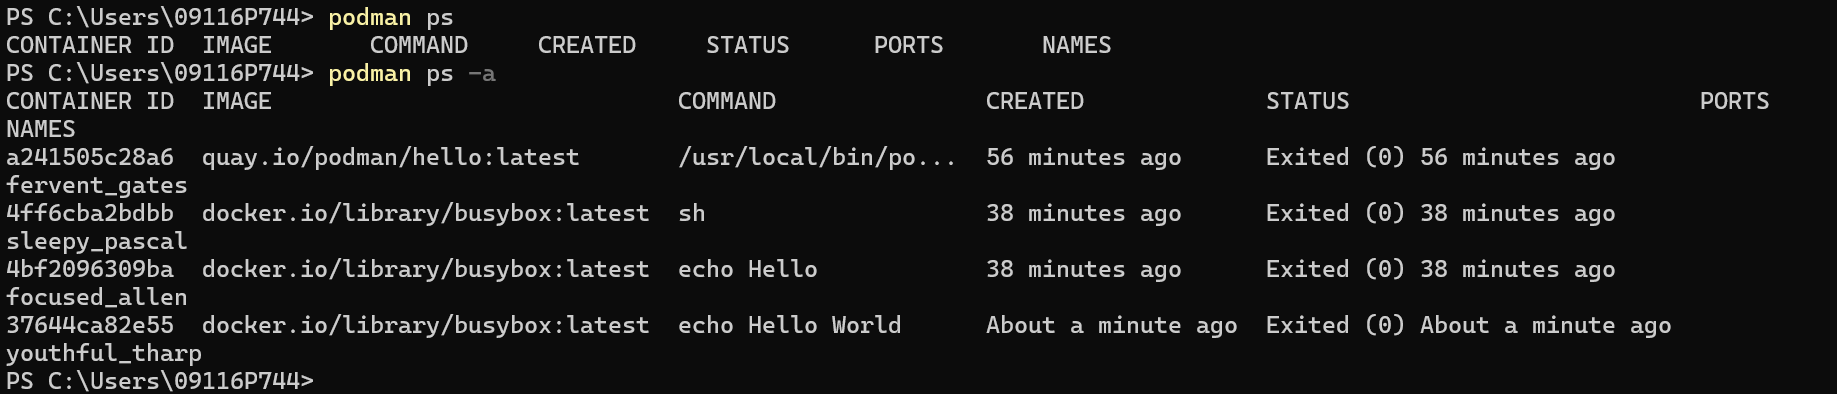 PS C:\Users\09116P744> podman ps
CONTAINER ID  IMAGE       COMMAND     CREATED     STATUS      PORTS       NAMES
PS C:\Users\09116P744> podman ps -a
CONTAINER ID  IMAGE                             COMMAND               CREATED             STATUS                         PORTS
NAMES
a241505c28a6  quay.io/podman/hello:latest       /usr/local/bin/po...  56 minutes ago      Exited (0) 56 minutes ago
fervent_gates
4ff6cba2bdbb  docker.io/library/busybox:latest  sh                    38 minutes ago      Exited (0) 38 minutes ago
sleepy_pascal
4bf2096309ba  docker.io/library/busybox:latest  echo Hello            38 minutes ago      Exited (0) 38 minutes ago
focused_allen
37644ca82e55  docker.io/library/busybox:latest  echo Hello World      About a minute ago  Exited (0) About a minute ago
youthful_tharp
PS C:\Users\09116P744>